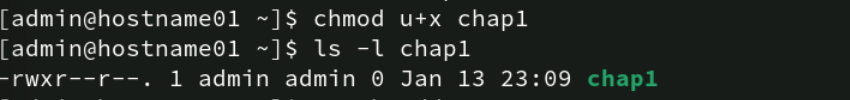 [admin@hostname01 ~]$ chmod u+x chap1
[admin@hostname01 ~]$ ls -l chap1
-rwxr--r--. 1 admin admin 0 Jan 13 23:09 chap1